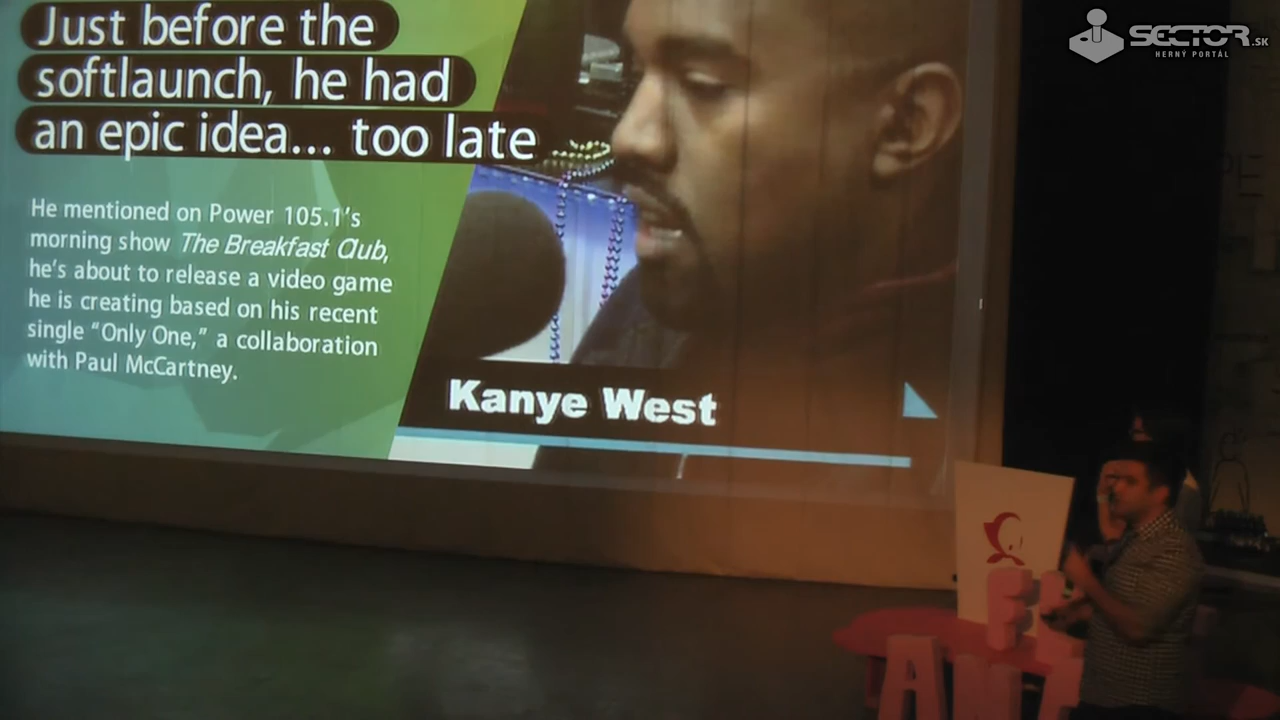 Just before the
softlaunch, he had
an epic idea... too late
He mentioned on Power 105.1's
morning show The Breakfast Club,
he's about to release a video game
he is creating based on his recent
single "Only One," a collaboration
with Paul McCartney.
Kanye West
SECTOR.SK
HERNÝ PORTÁL